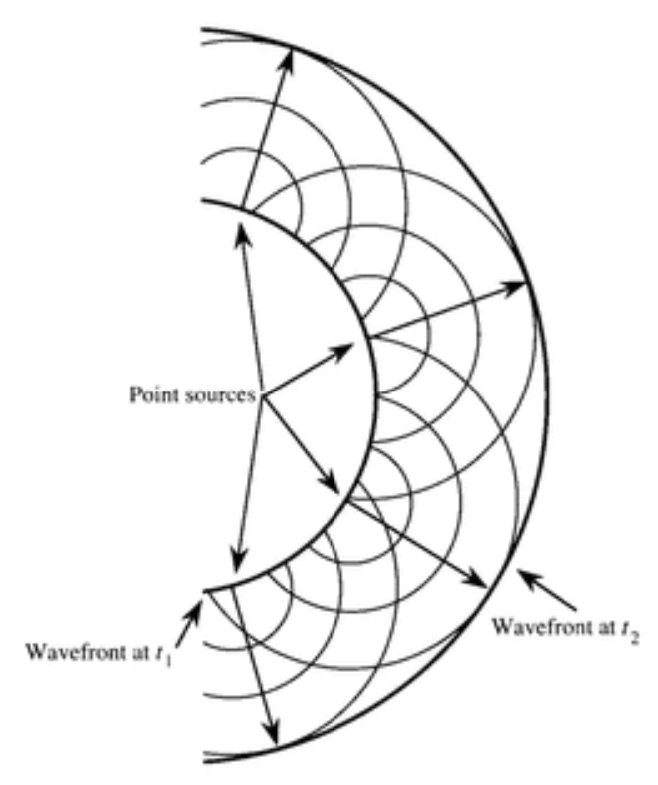 Point sources
Wavefront at t₂
Wavefront at t₁